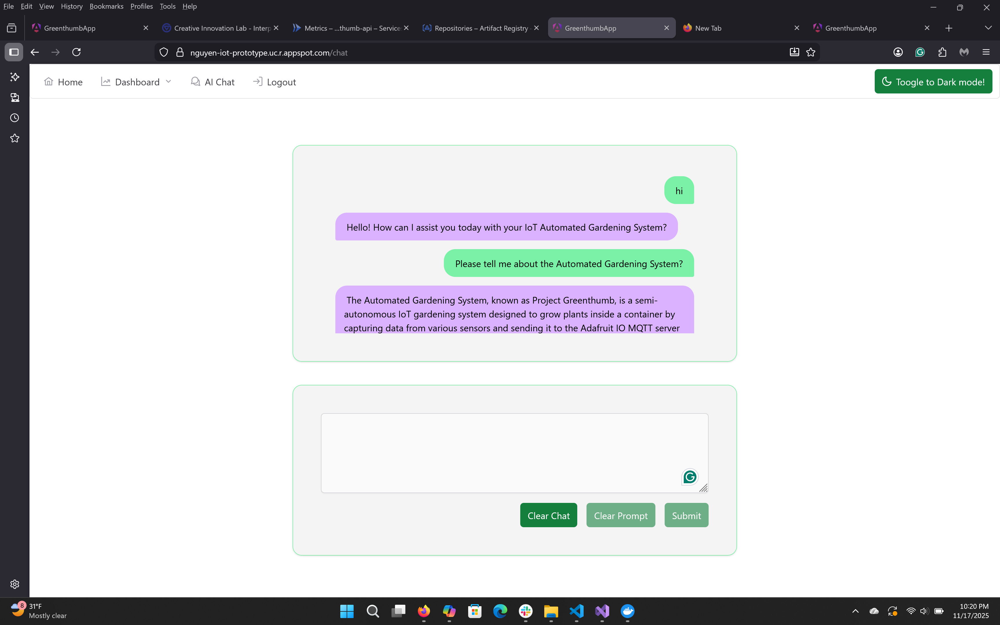 File Edit View History Bookmarks Profiles Tools Help
GreenthumbApp
Creative Innovation Lab - Interp
Metrics – ...thumb-api – Service
Repositories – Artifact Registry -
GreenthumbApp
New Tab
GreenthumbApp
nguyen-iot-prototype.uc.r.appspot.com/chat
Home Dashboard AI Chat Logout
Toogle to Dark mode!
hi
Hello! How can I assist you today with your IoT Automated Gardening System?
Please tell me about the Automated Gardening System?
The Automated Gardening System, known as Project Greenthumb, is a semi-
autonomous IoT gardening system designed to grow plants inside a container by
capturing data from various sensors and sending it to the Adafruit IO MQTT server
Clear Chat Clear Prompt Submit
8
31°F
Mostly clear
10:20 PM
11/17/2025